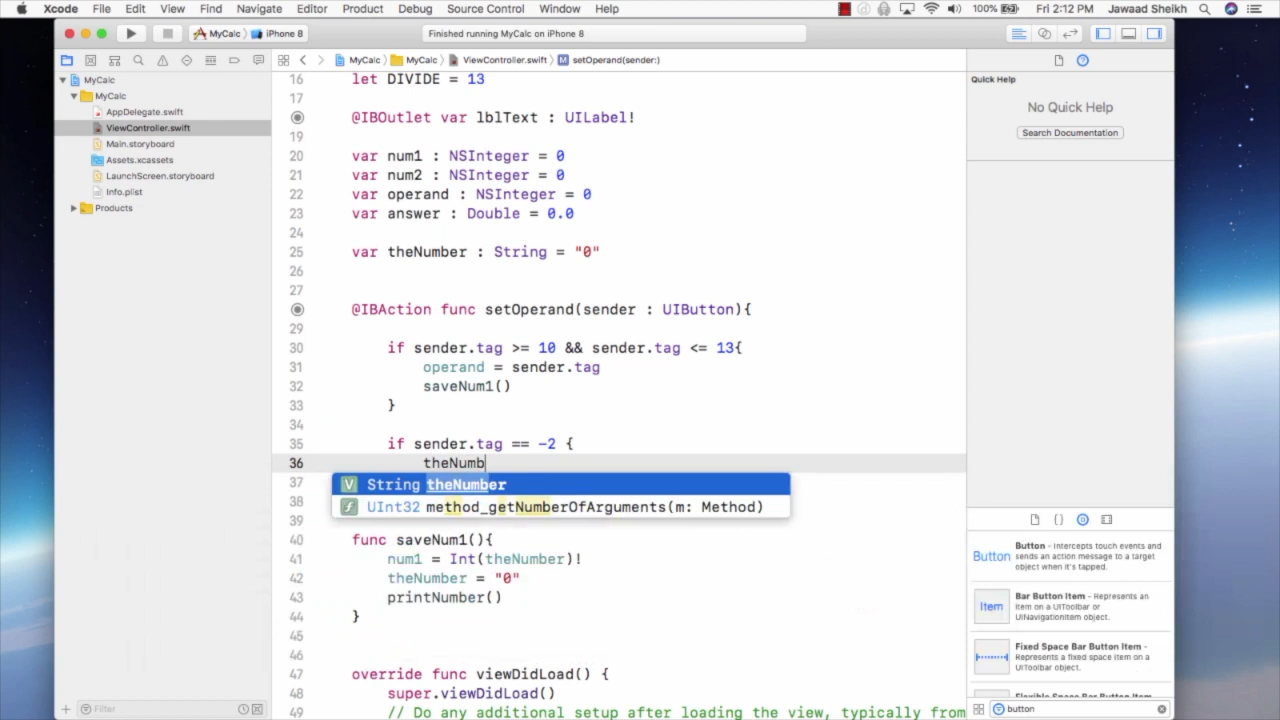 Xcode File Edit View Find Navigate Editor Product Debug Source Control Window Help 100% Fri 2:12 PM Jawaad Sheikh
MyCalc iPhone 8 Finished running MyCalc on iPhone 8
MyCalc MyCalc ViewController.swift M setOperand(sender:)
MyCalc
MyCalc
AppDelegate.swift
ViewController.swift
Main.storyboard
Assets.xcassets
LaunchScreen.storyboard
Info.plist
Products
Filter
16 let DIVIDE = 13
17
18 @IBOutlet var lblText : UILabel!
19
20 var num1 : NSInteger = 0
21 var num2 : NSInteger = 0
22 var operand : NSInteger = 0
23 var answer : Double = 0.0
24
25 var theNumber : String = "0"
26
27
@IBAction func setOperand(sender : UIButton){
29
30 if sender.tag >= 10 && sender.tag <= 13{
31 operand = sender.tag
32 saveNum1()
33 }
34
35 if sender.tag == -2 {
36 theNumb
37 V String theNumber
38 f UInt32 method_getNumberOfArguments(m: Method)
39
40 func saveNum1(){
41 num1 = Int(theNumber)!
42 theNumber = "0"
43 printNumber()
44 }
45
46
47 override func viewDidLoad() {
48 super.viewDidLoad()
49 // Do any additional setup after loading the view, typically from
Quick Help
No Quick Help
Search Documentation
Button
Button - Intercepts touch events and
sends an action message to a target
object when it's tapped.
Item
Bar Button Item - Represents an
item on a UIToolbar or
UINavigationItem object.
Fixed Space Bar Button Item -
Represents a fixed space item on a
UIToolbar object.
Flexible Space Bar Button Item
button